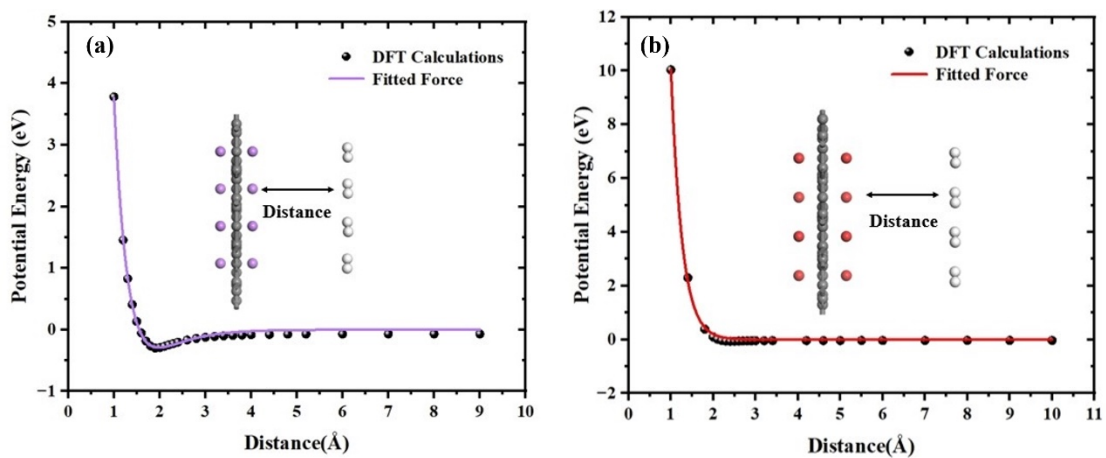 (a)
DFT Calculations
Fitted Force
Distance
Potential Energy (eV)
5
4
3
2
1
0
−1
0 1 2 3 4 5 6 7 8 9 10
Distance(Å)
(b)
DFT Calculations
Fitted Force
Distance
Potential Energy (eV)
12
10
8
6
4
2
0
−2
0 1 2 3 4 5 6 7 8 9 10 11
Distance(Å)